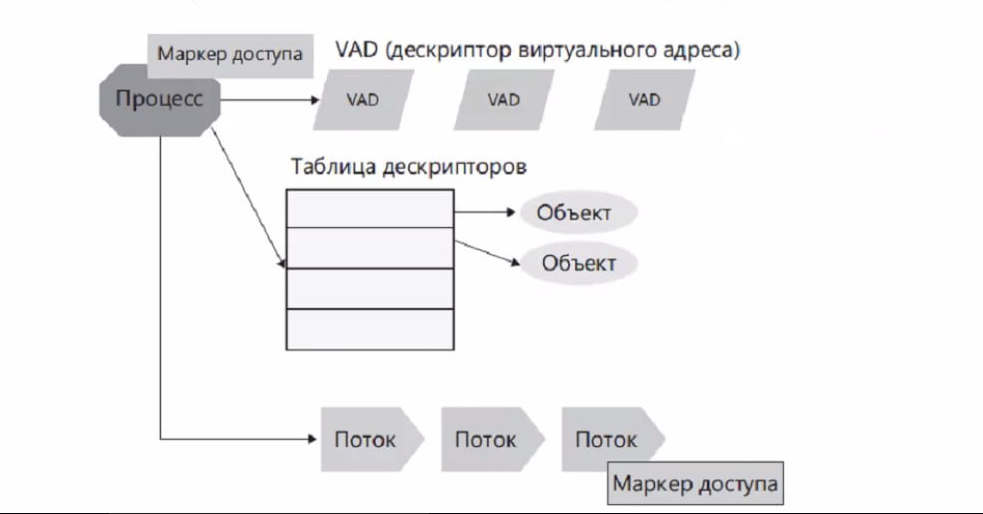 Маркер доступа
VAD (дескриптор виртуального адреса)
Процесс
VAD
VAD
VAD
Таблица дескрипторов
Объект
Объект
Поток
Поток
Поток
Маркер доступа